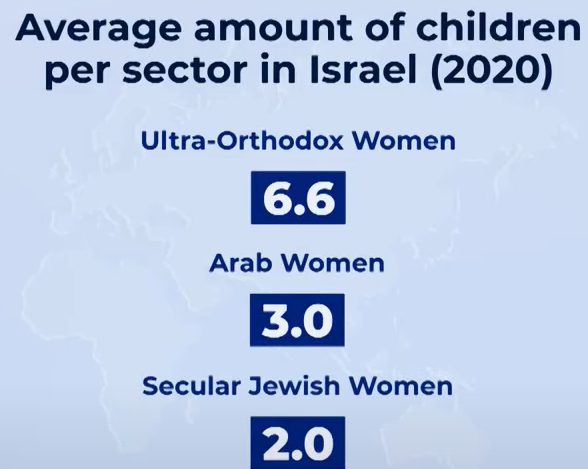 Average amount of children
per sector in Israel (2020)
Ultra-Orthodox Women
6.6
Arab Women
3.0
Secular Jewish Women
2.0